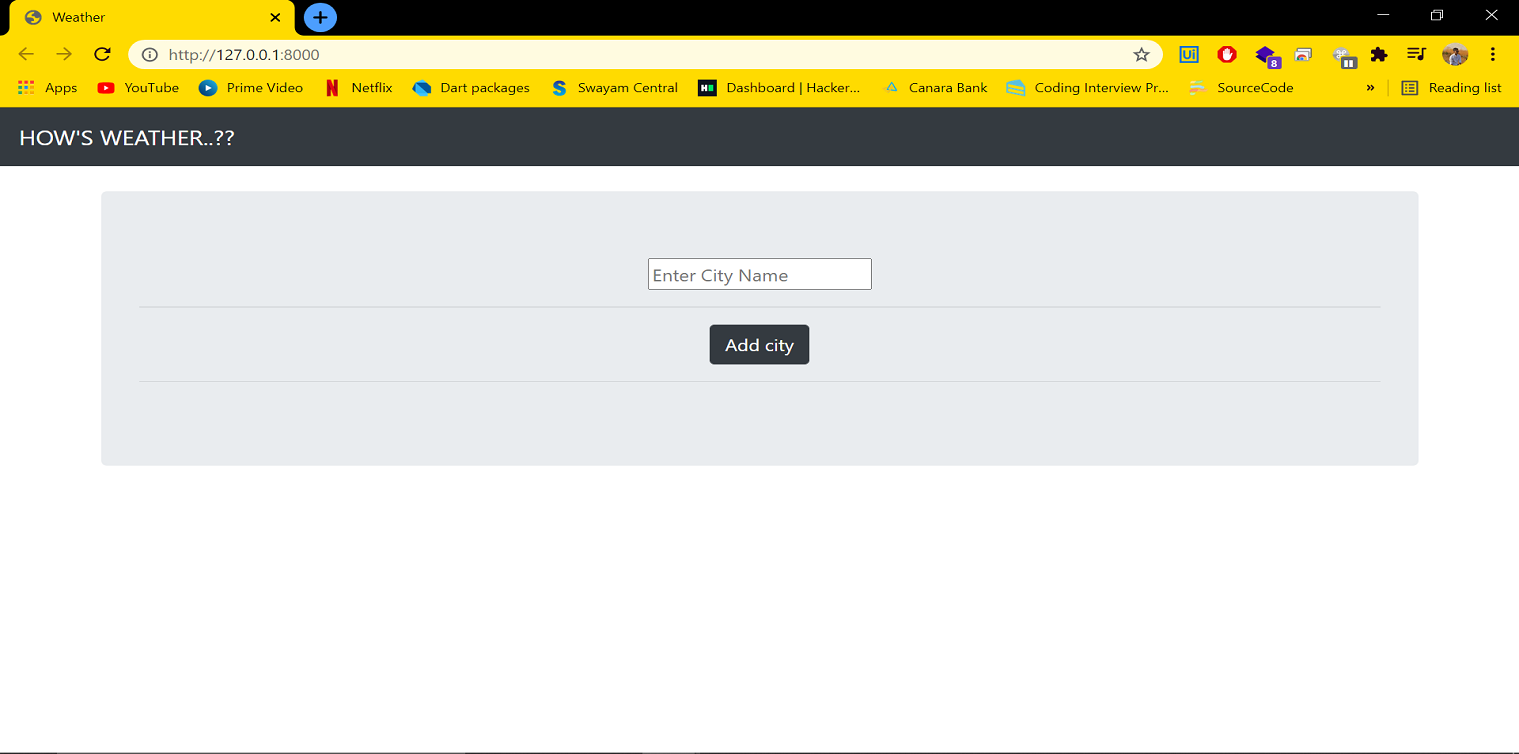 Weather
http://127.0.0.1:8000
Ui
8
Apps YouTube Prime Video Netflix Dart packages Swayam Central Dashboard | Hacker... Canara Bank Coding Interview Pr... SourceCode » Reading list
HOW'S WEATHER..??
Enter City Name
Add city